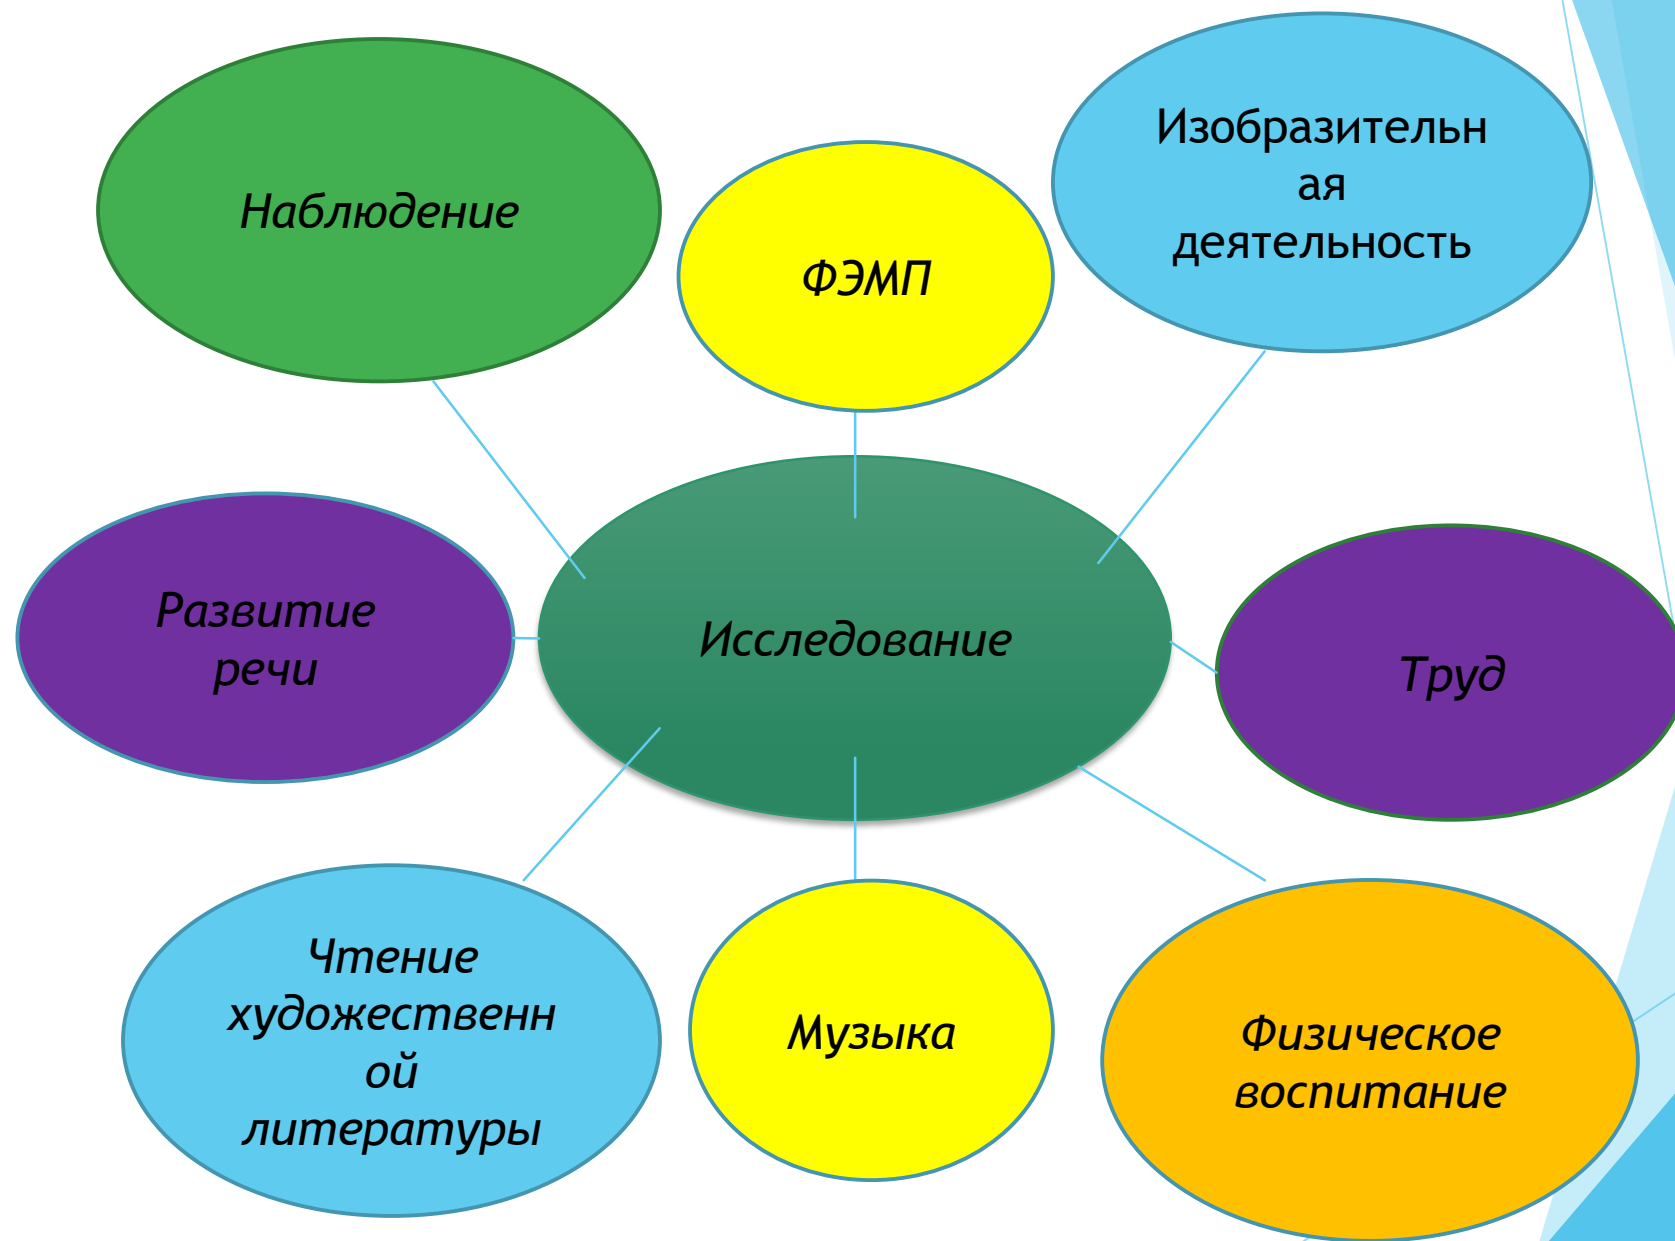 Наблюдение
ФЭМП
Изобразительн
ая
деятельность
Развитие
речи
Исследование
Труд
Чтение
художественн
ой
литературы
Музыка
Физическое
воспитание